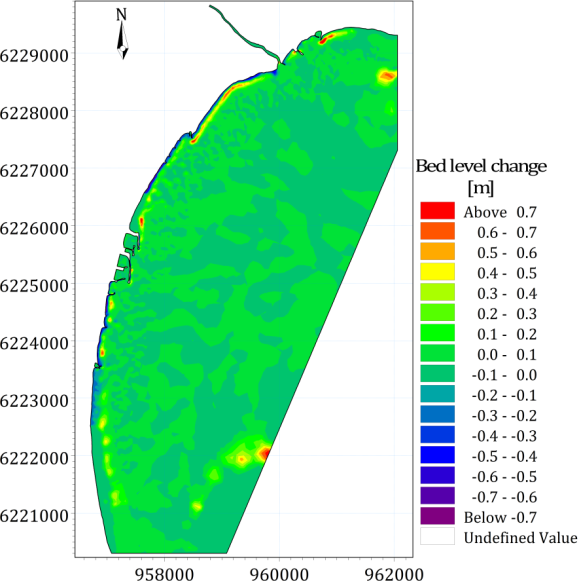 N
6229000
6228000
6227000
6226000
6225000
6224000
6223000
6222000
6221000
958000 960000 962000
Bed level change
[m]
Above 0.7
0.6 - 0.7
0.5 - 0.6
0.4 - 0.5
0.3 - 0.4
0.2 - 0.3
0.1 - 0.2
0.0 - 0.1
-0.1 - 0.0
-0.2 - -0.1
-0.3 - -0.2
-0.4 - -0.3
-0.5 - -0.4
-0.6 - -0.5
-0.7 - -0.6
Below -0.7
Undefined Value